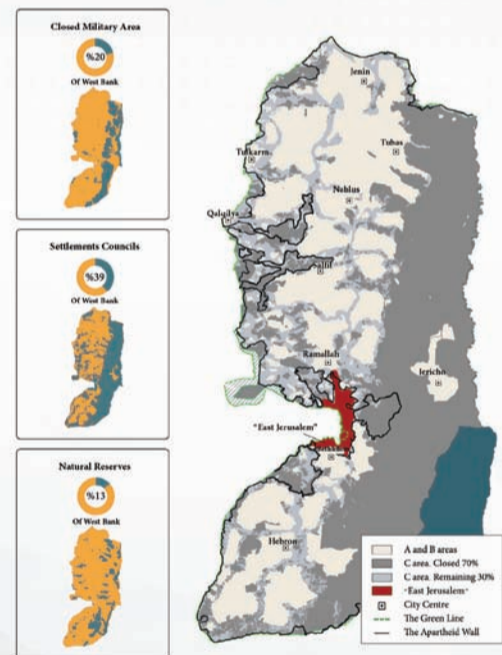 Closed Military Area
%20
Of West Bank
Settlements Councils
%39
Of West Bank
Natural Reserves
%13
Of West Bank
Jenin
Tubas
Tulkarm
Nablus
Qalqilya
Ramallah
Jericho
"East Jerusalem"
Hebron
A and B areas
C area. Closed 70%
C area. Remaining 30%
"East Jerusalem"
City Centre
The Green Line
The Apartheid Wall